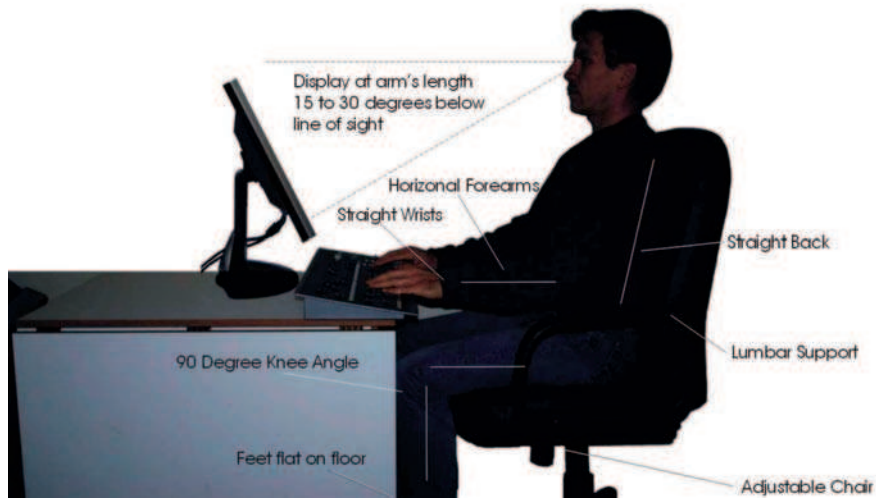 Display at arm's length
15 to 30 degrees below
line of sight
Horizonal Forearms
Straight Wrists
Straight Back
Lumbar Support
90 Degree Knee Angle
Feet flat on floor
Adjustable Chair